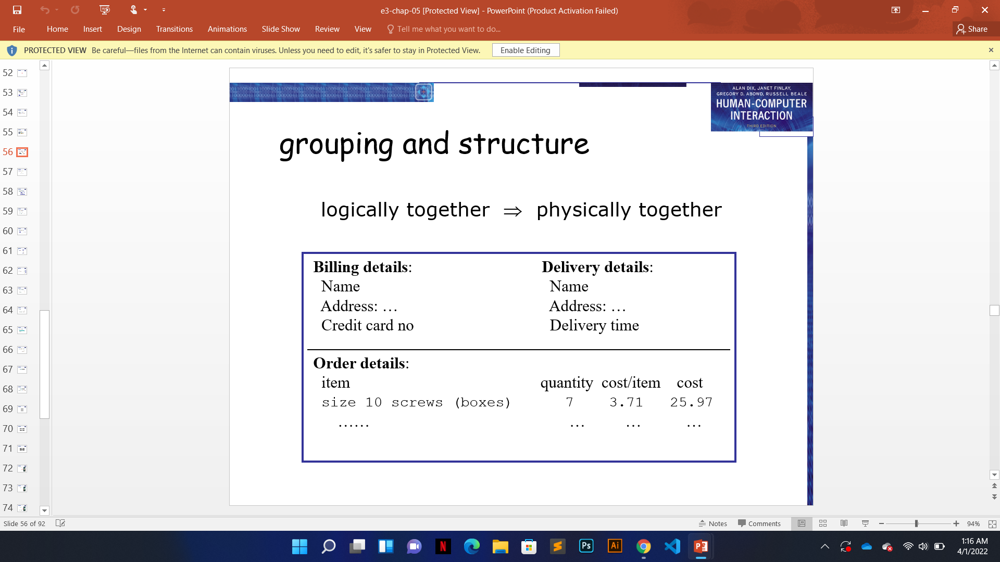 e3-chap-05 [Protected View] - PowerPoint (Product Activation Failed)
File Home Insert Design Transitions Animations Slide Show Review View Tell me what you want to do... Share
PROTECTED VIEW Be careful—files from the Internet can contain viruses. Unless you need to edit, it's safer to stay in Protected View. Enable Editing
52
53
54
55
56
57
58
59
60
61
62
63
64
65
66
67
68
69
70
71
72
73
74
ALAN DIX, JANET FINLAY,
GREGORY D. ABOWD, RUSSELL BEALE
HUMAN-COMPUTER
INTERACTION
THIRD EDITION
grouping and structure
logically together ⇒ physically together
Billing details: Delivery details:
Name Name
Address: … Address: …
Credit card no Delivery time
Order details:
item quantity cost/item cost
size 10 screws (boxes) 7 3.71 25.97
…… … … …
Slide 56 of 92 Notes Comments 94%
N Ps Ai P
1:16 AM
4/1/2022